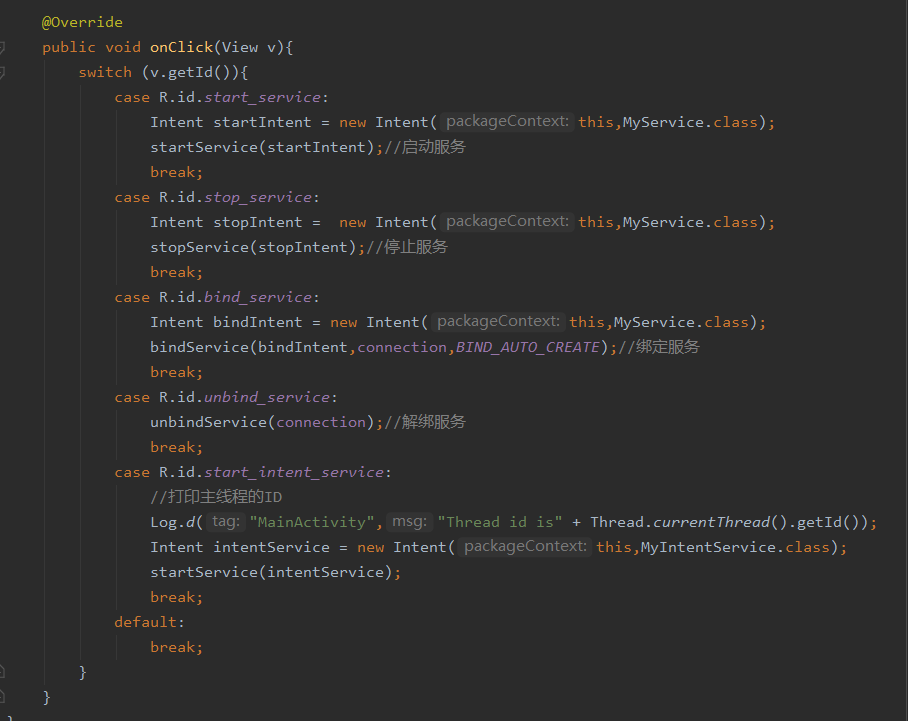 @Override
public void onClick(View v){
switch (v.getId()){
case R.id.start_service:
Intent startIntent = new Intent( packageContext: this,MyService.class);
startService(startIntent);//启动服务
break;
case R.id.stop_service:
Intent stopIntent =  new Intent( packageContext: this,MyService.class);
stopService(stopIntent);//停止服务
break;
case R.id.bind_service:
Intent bindIntent = new Intent( packageContext: this,MyService.class);
bindService(bindIntent,connection,BIND_AUTO_CREATE);//绑定服务
break;
case R.id.unbind_service:
unbindService(connection);//解绑服务
break;
case R.id.start_intent_service:
//打印主线程的ID
Log.d( tag: "MainActivity", msg: "Thread id is" + Thread.currentThread().getId());
Intent intentService = new Intent( packageContext: this,MyIntentService.class);
startService(intentService);
break;
default:
break;
}
}